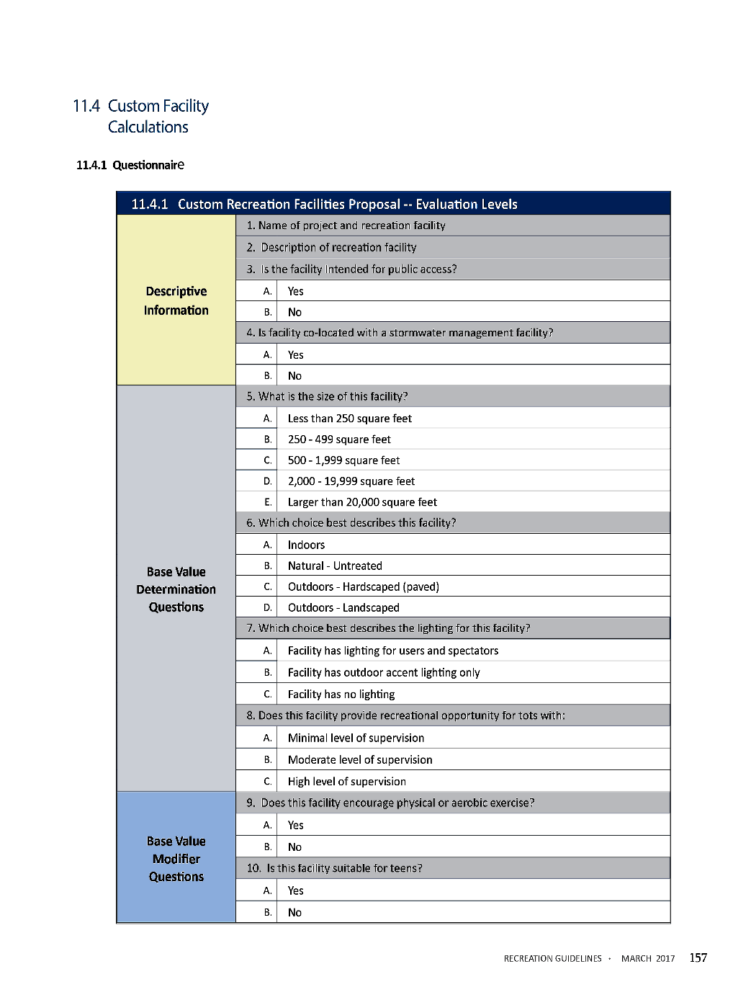 11.4 Custom Facility
Calculations
11.4.1 Questionnaire
11.4.1 Custom Recreation Facilities Proposal -- Evaluation Levels
Descriptive
Information
1. Name of project and recreation facility
2. Description of recreation facility
3. Is the facility Intended for public access?
A. Yes
B. No
4. Is facility co-located with a stormwater management facility?
A. Yes
B. No
Base Value
Determination
Questions
5. What is the size of this facility?
A. Less than 250 square feet
B. 250 - 499 square feet
C. 500 - 1,999 square feet
D. 2,000 - 19,999 square feet
E. Larger than 20,000 square feet
6. Which choice best describes this facility?
A. Indoors
B. Natural - Untreated
C. Outdoors - Hardscaped (paved)
D. Outdoors - Landscaped
7. Which choice best describes the lighting for this facility?
A. Facility has lighting for users and spectators
B. Facility has outdoor accent lighting only
C. Facility has no lighting
8. Does this facility provide recreational opportunity for tots with:
A. Minimal level of supervision
B. Moderate level of supervision
C. High level of supervision
Base Value
Modifier
Questions
9. Does this facility encourage physical or aerobic exercise?
A. Yes
B. No
10. Is this facility suitable for teens?
A. Yes
B. No
RECREATION GUIDELINES • MARCH 2017 157